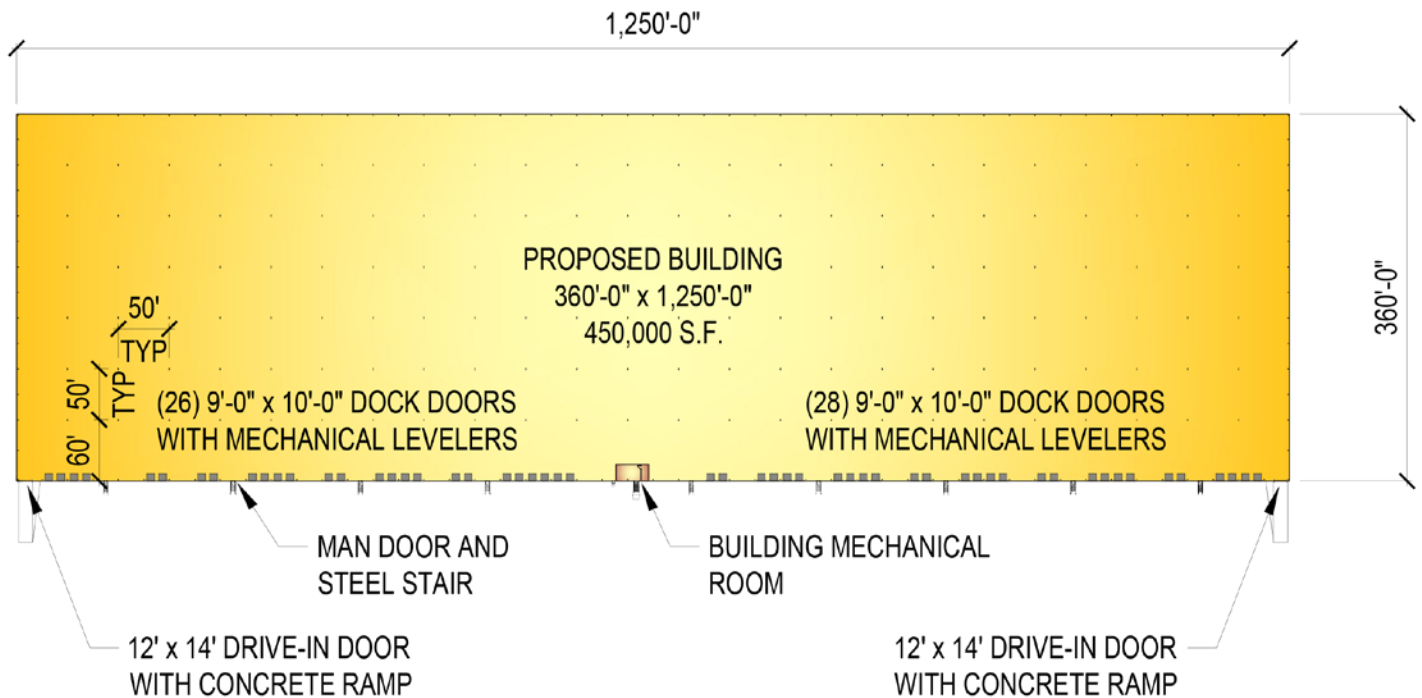 1,250'-0"
PROPOSED BUILDING
360'-0" x 1,250'-0"
450,000 S.F.
360'-0"
50'
TYP
50'
TYP
60'
(26) 9'-0" x 10'-0" DOCK DOORS
WITH MECHANICAL LEVELERS
(28) 9'-0" x 10'-0" DOCK DOORS
WITH MECHANICAL LEVELERS
MAN DOOR AND
STEEL STAIR
BUILDING MECHANICAL
ROOM
12' x 14' DRIVE-IN DOOR
WITH CONCRETE RAMP
12' x 14' DRIVE-IN DOOR
WITH CONCRETE RAMP